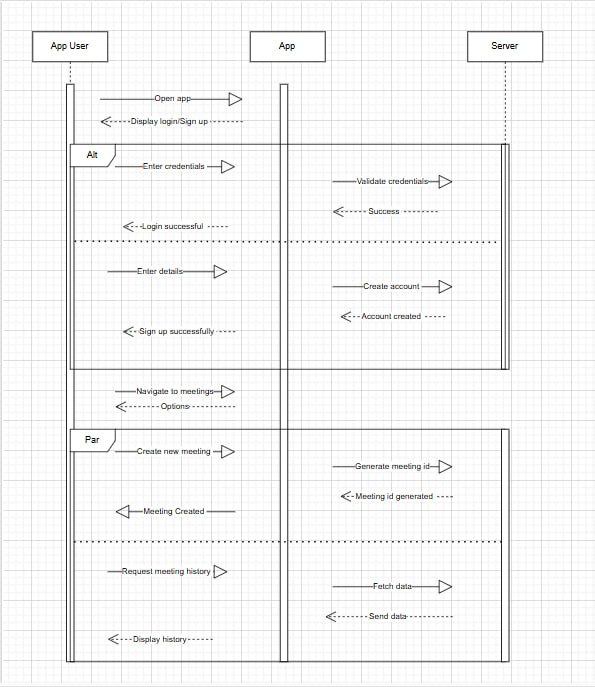 App User
App
Server
Open app
Display login/Sign up
Alt
Enter credentials
Validate credentials
Success
Login successful
Enter details
Create account
Account created
Sign up successfully
Navigate to meetings
Options
Par
Create new meeting
Generate meeting id
Meeting id generated
Meeting Created
Request meeting history
Fetch data
Send data
Display history